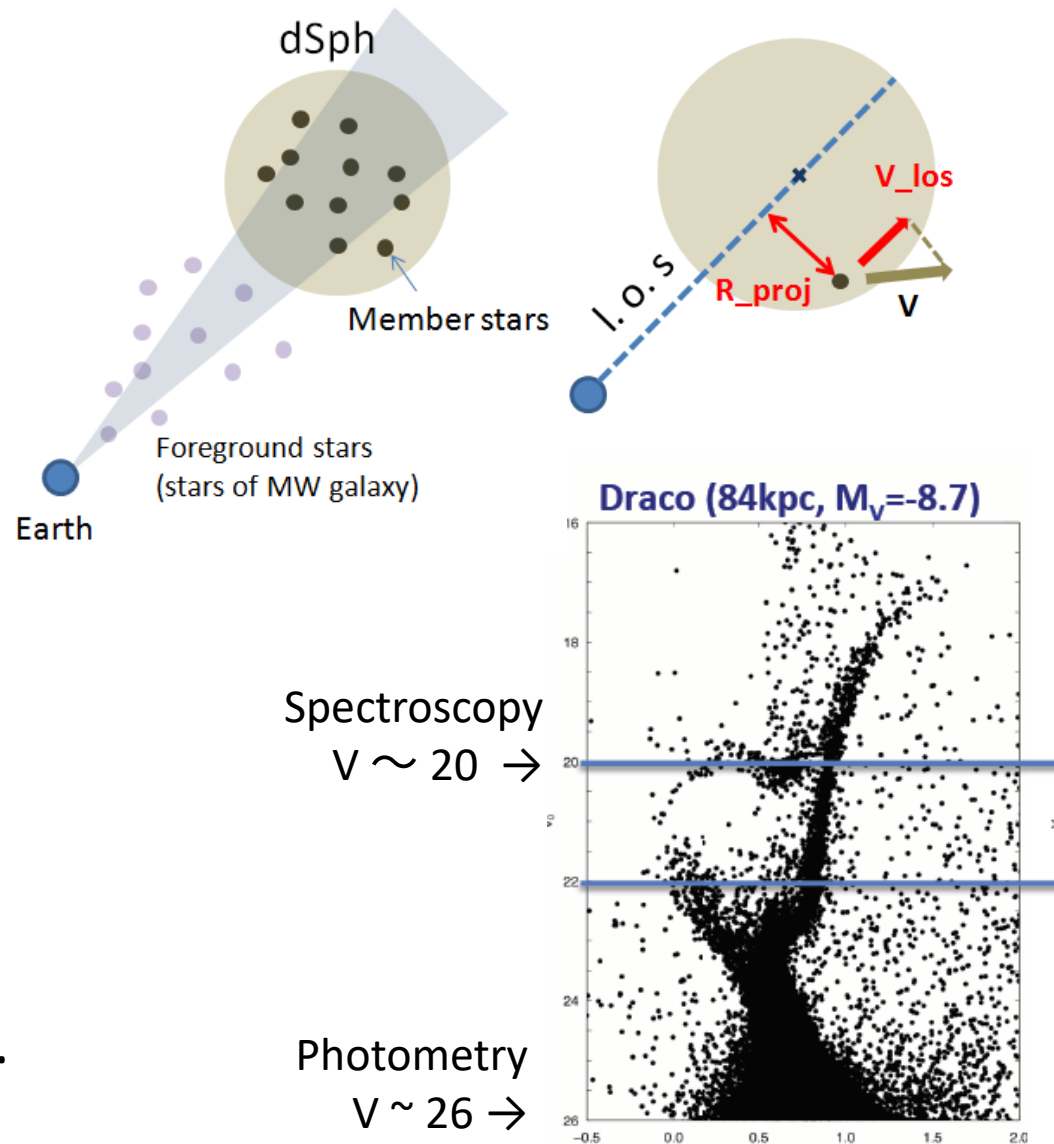 dSph
Member stars
Foreground stars
(stars of MW galaxy)
Earth
V_los
R_proj
V
l. o. s
Draco (84kpc, M_V=-8.7)
Spectroscopy
V ～ 20 →
Photometry
V ~ 26 →
.
16
18
20
22
24
26
-0.5
0.0
0.5
1.0
1.5
2.0